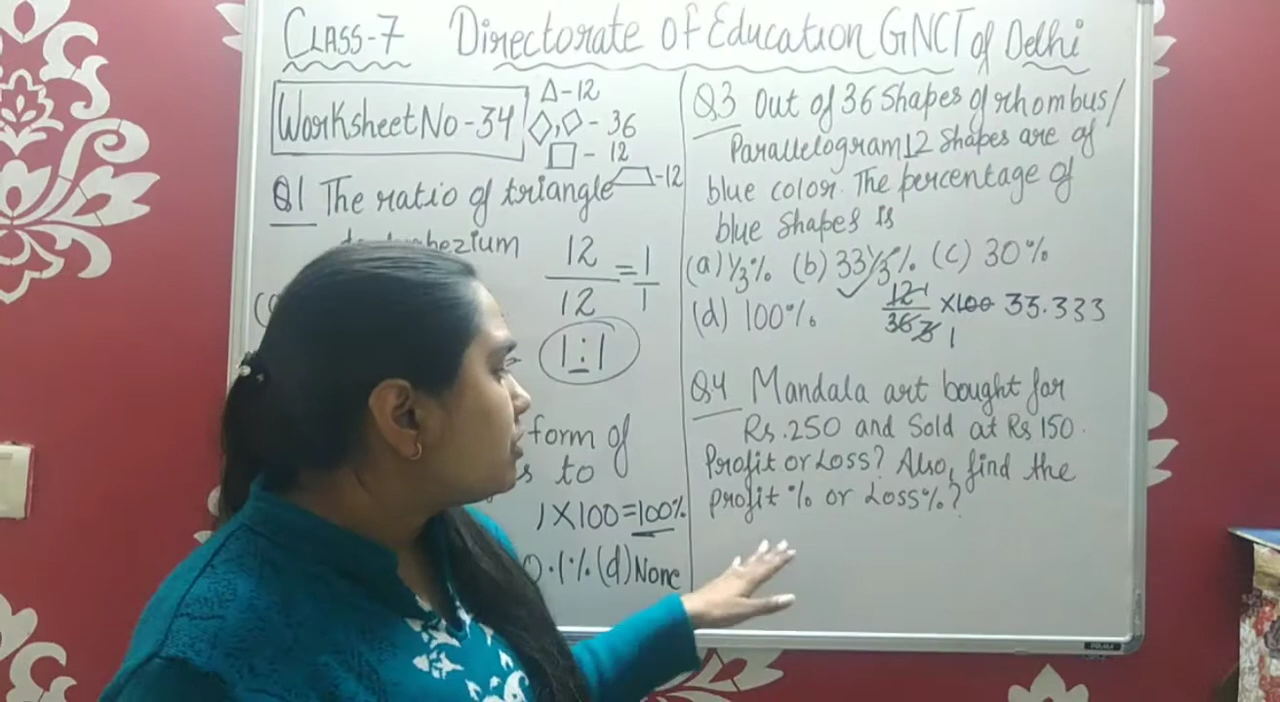 CLASS-7 Directorate of Education GNCT of Delhi
Worksheet No-34
△-12
◇,◇-36
□-12
-12
Q1 The ratio of triangle
12
12
=
1
1
1:1
form of
to
1×100=100%
(d) None
Q3 Out of 36 Shapes of rhombus/
Parallelogram 12 Shapes are of
blue color. The percentage of
blue Shapes Is
(a) 1/3% (b) 33 1/3% (c) 30%
(d) 100%
12 1
36 3 1
×100 33.333
Q4 Mandala art bought for
Rs.250 and Sold at Rs 150.
Profit or Loss? Also, find the
profit % or Loss%?